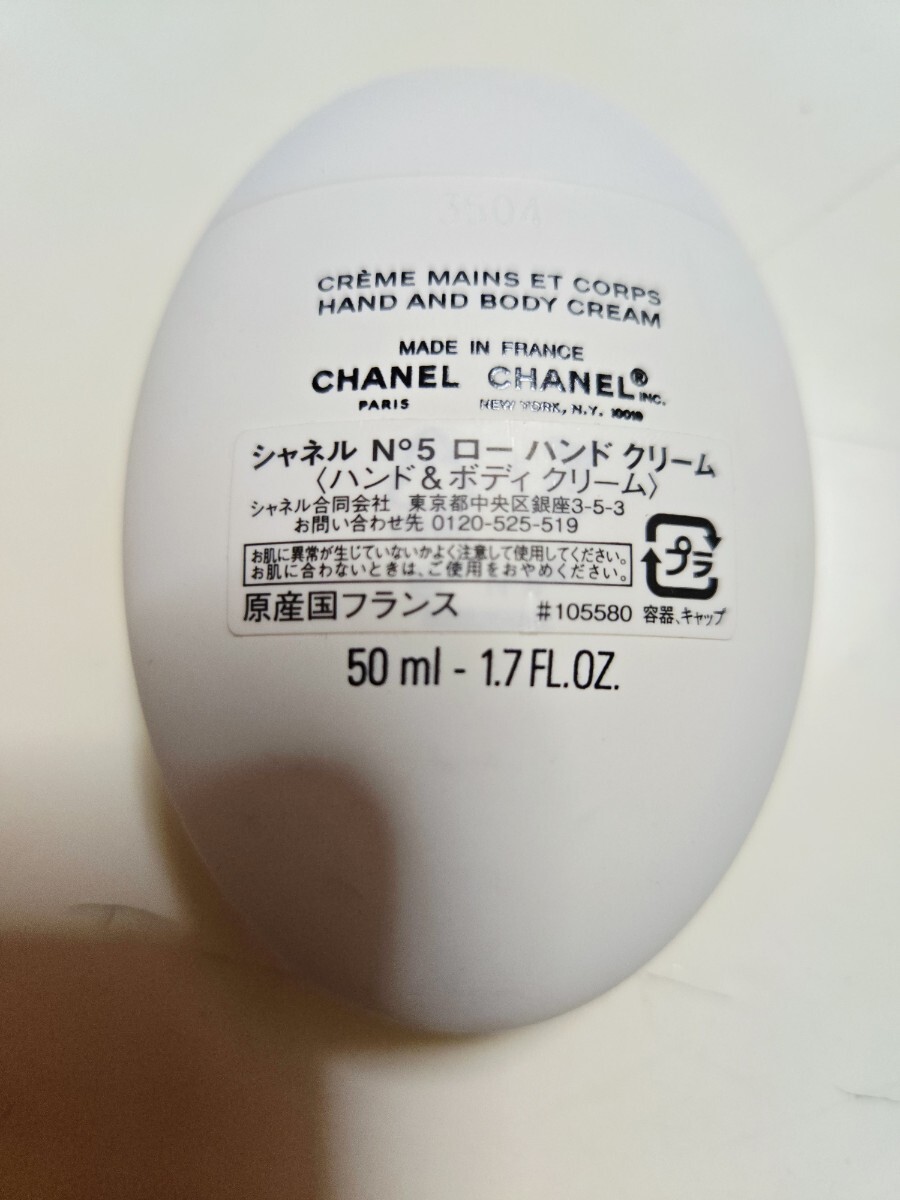 CRÈME MAINS ET CORPS
HAND AND BODY CREAM
MADE IN FRANCE
CHANEL CHANEL® INC.
PARIS NEW YORK, N.Y. 10019
シャネル N°5 ロー ハンド クリーム
〈ハンド＆ボディ クリーム〉
シャネル合同会社 東京都中央区銀座3-5-3
お問い合わせ先 0120-525-519
お肌に異常が生じていないかよく注意して使用してください。
お肌に合わないときは、ご使用をおやめください。
プラ
原産国フランス #105580 容器、キャップ
50 ml - 1.7 FL.OZ.